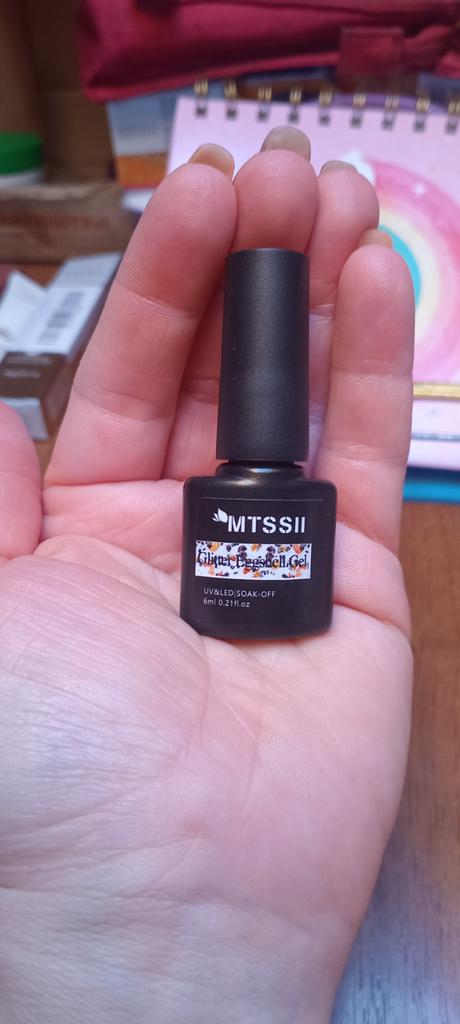 MTSSII
Glitter Eggshell Gel
UV&LED|SOAK-OFF
6ml 0.21fl.oz